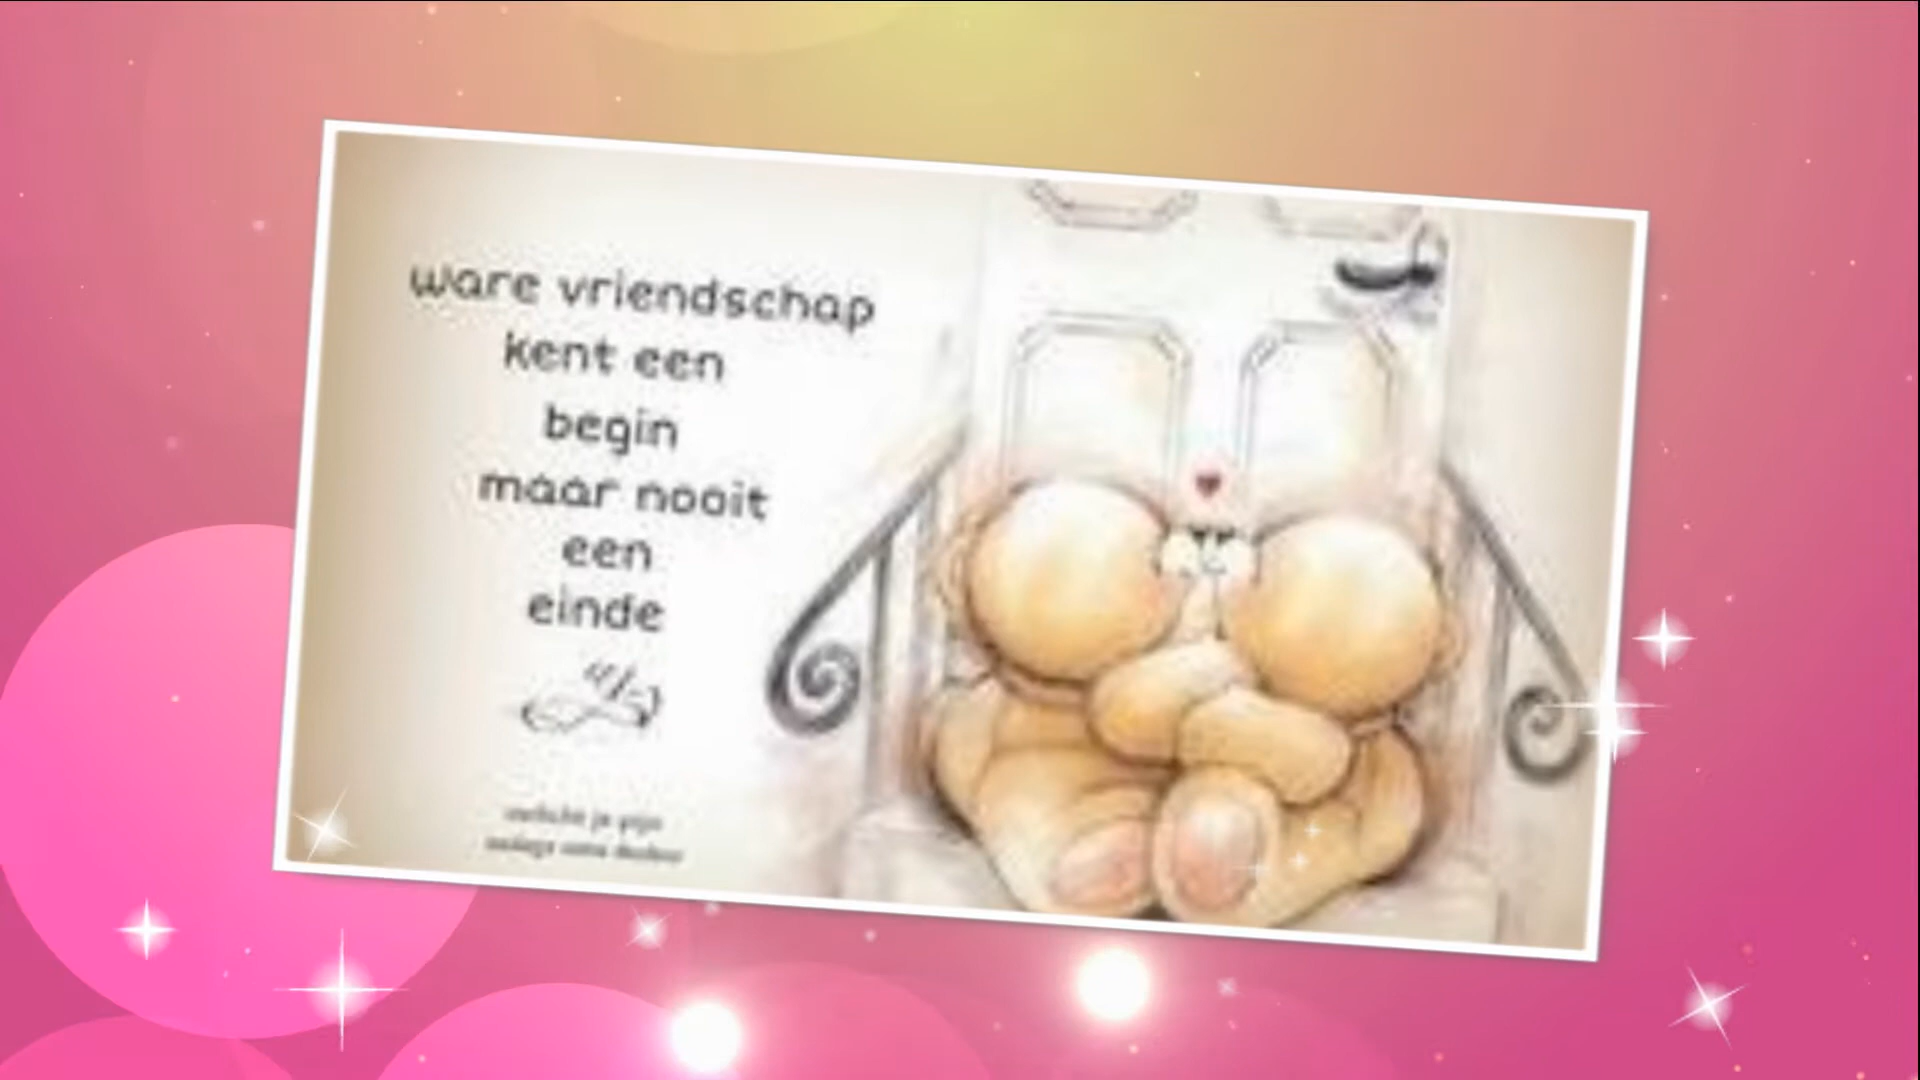 ware vriendschap
kent een
begin
maar nooit
een
einde